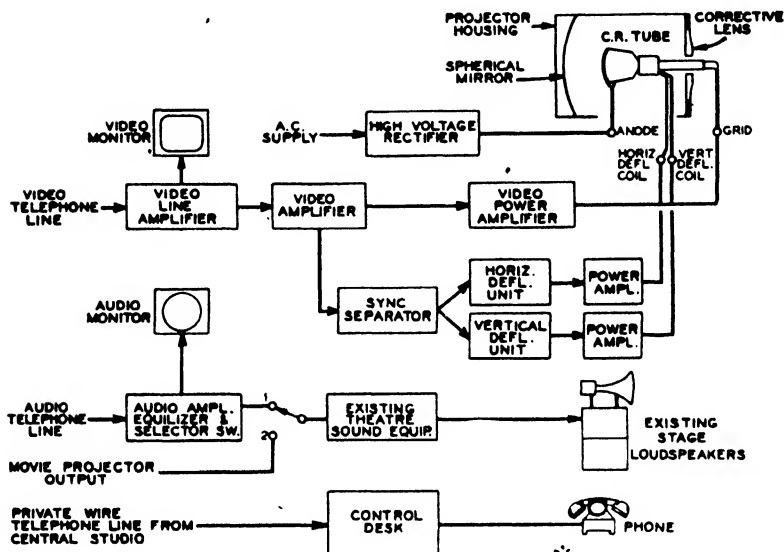 PROJECTOR
HOUSING
CORRECTIVE
LENS
C.R. TUBE
SPHERICAL
MIRROR
VIDEO
MONITOR
A.C.
SUPPLY
HIGH VOLTAGE
RECTIFIER
ANODE
GRID
HORIZ
DEFL
COIL
VERT
DEFL.
COIL
VIDEO
TELEPHONE
LINE
VIDEO
LINE
AMPLIFIER
VIDEO
AMPLIFIER
VIDEO
POWER
AMPLIFIER
AUDIO
MONITOR
SYNC
SEPARATOR
HORIZ.
DEFL.
UNIT
POWER
AMPL.
VERTICAL
DEFL.
UNIT
POWER
AMPL.
AUDIO
TELEPHONE
LINE
AUDIO AMPL.
EQUILIZER &
SELECTOR SW.
1
2
EXISTING
THEATRE
SOUND EQUIP.
EXISTING
STAGE
LOUDSPEAKERS
MOVIE PROJECTOR
OUTPUT
PRIVATE WIRE
TELEPHONE LINE FROM
CENTRAL STUDIO
CONTROL
DESK
PHONE